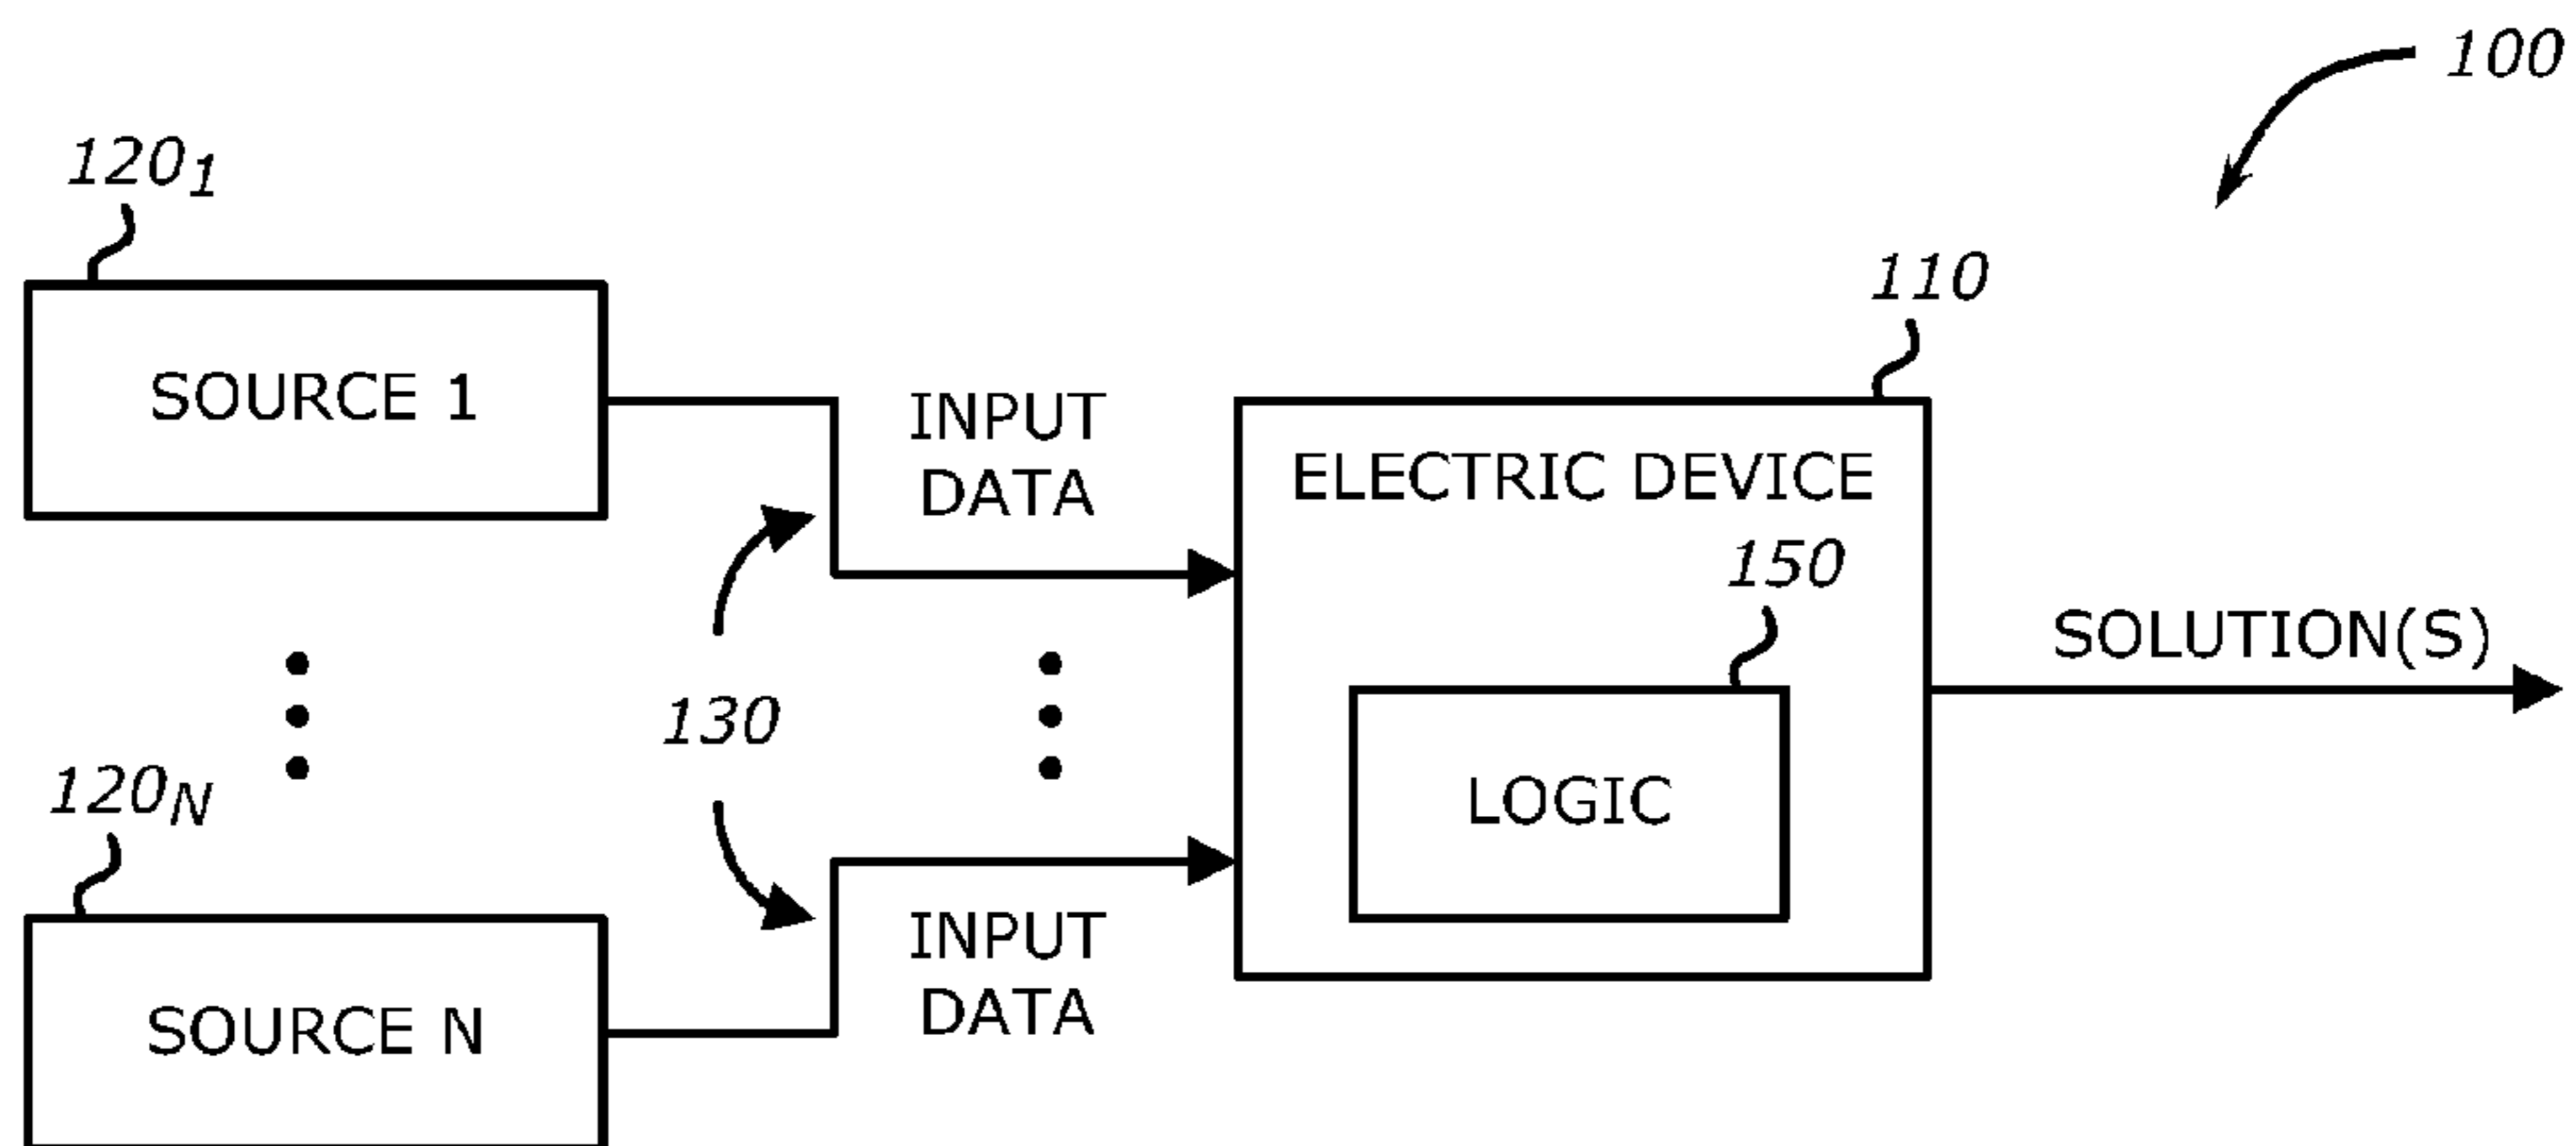 100
120₁
SOURCE 1
INPUT
DATA
110
ELECTRIC DEVICE
150
LOGIC
SOLUTION(S)
130
120N
SOURCE N
INPUT
DATA